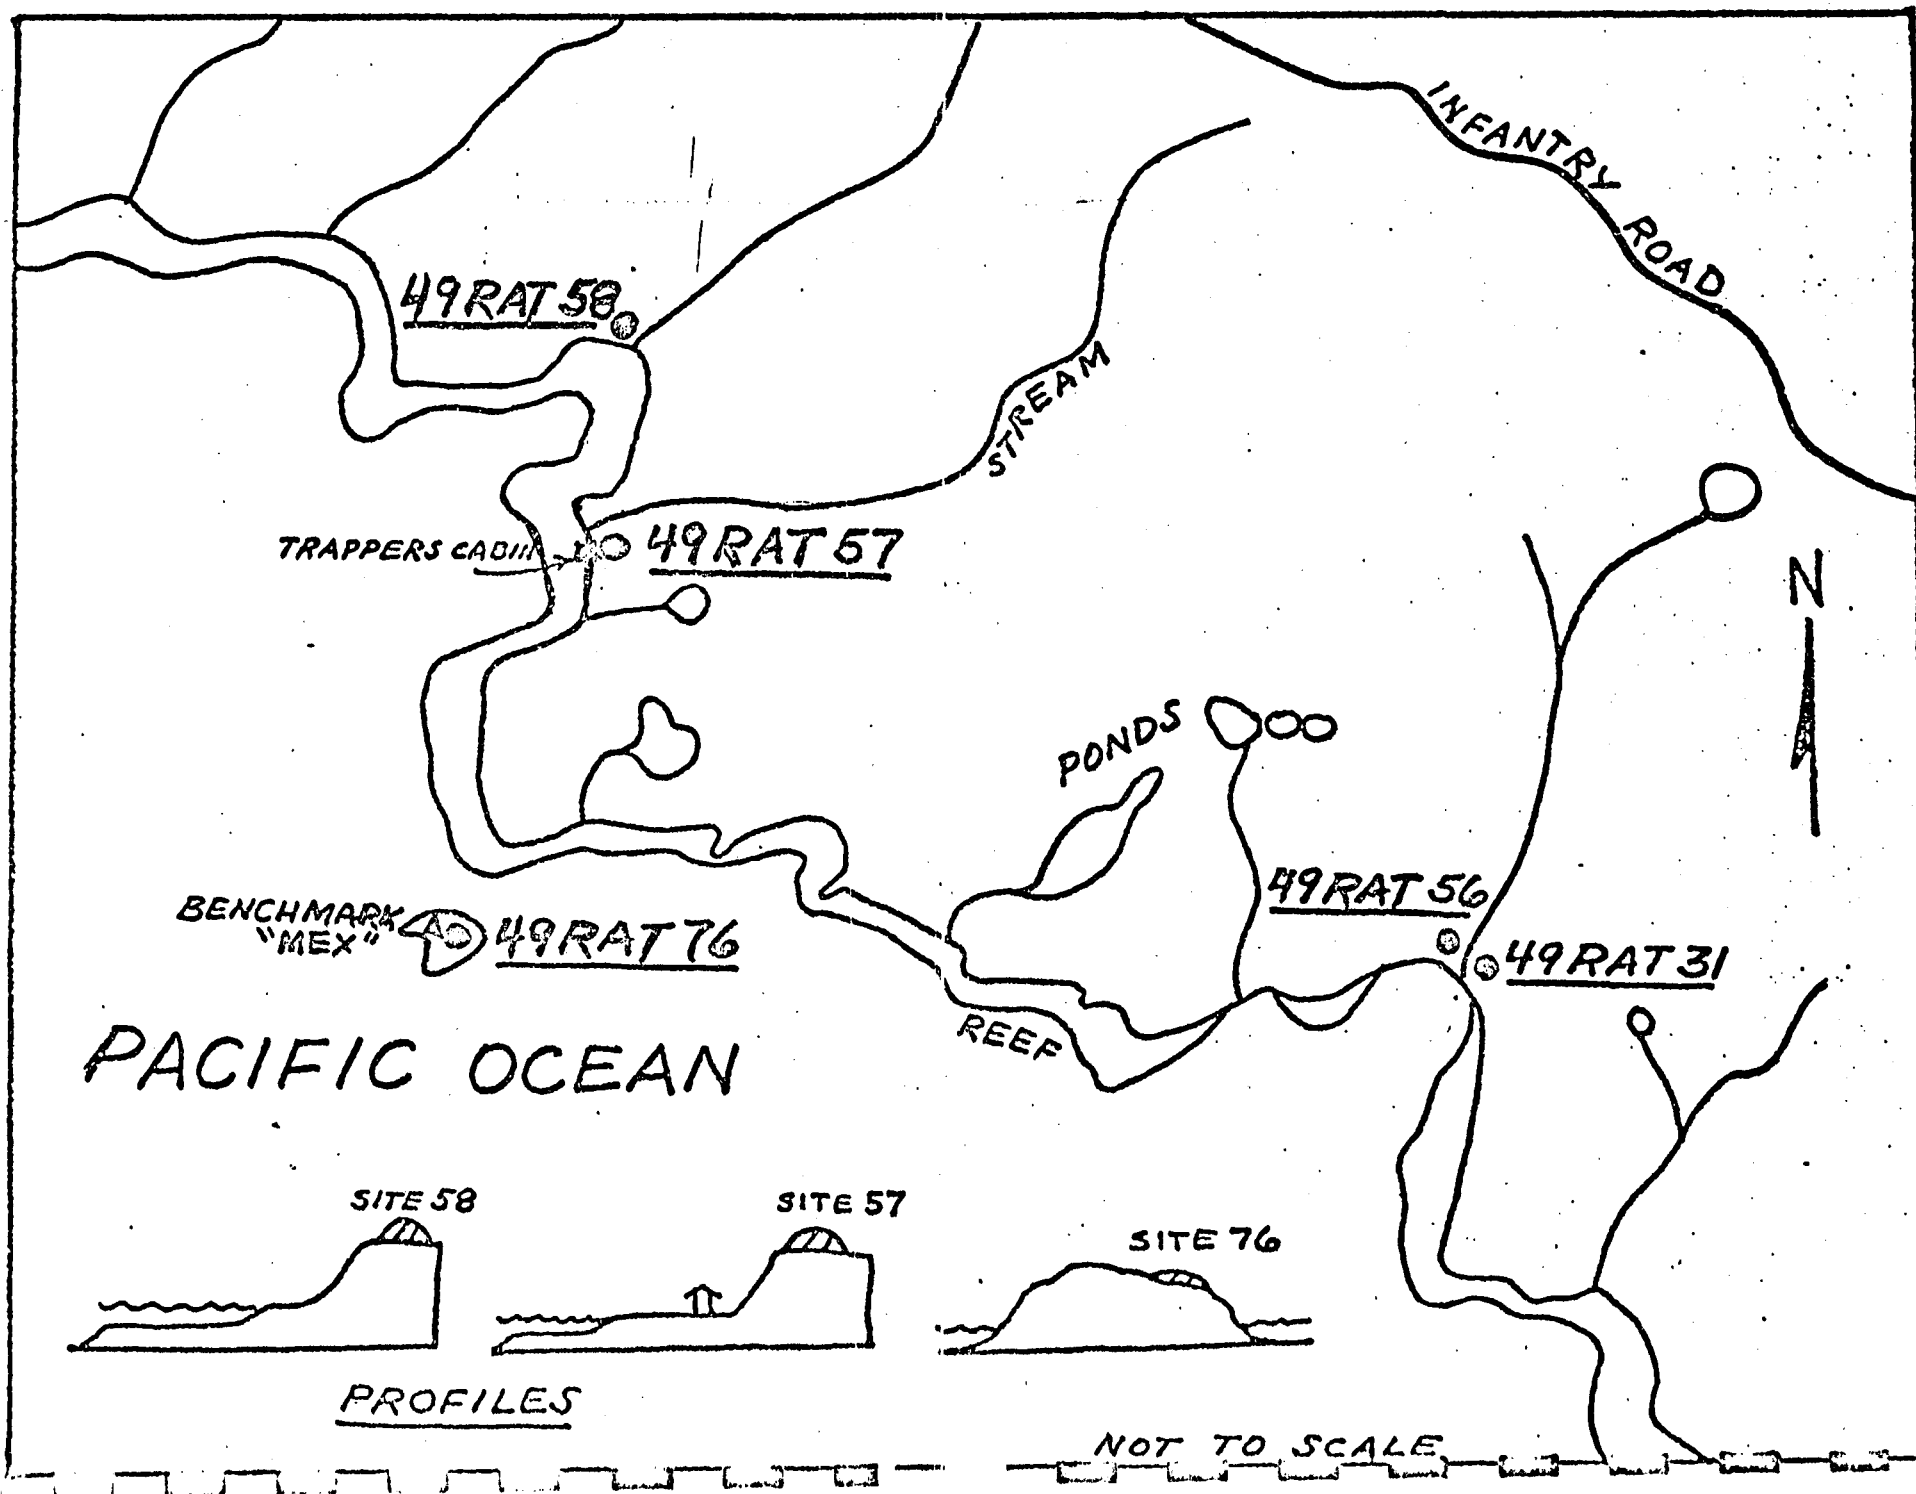 INFANTRY ROAD
49RAT 58
STREAM
TRAPPERS CABIN
49RAT 57
N
PONDS
49RAT 56
BENCHMARK
"MEX"
49RAT 76
49RAT 31
REEF
PACIFIC OCEAN
SITE 58
SITE 57
SITE 76
PROFILES
NOT TO SCALE